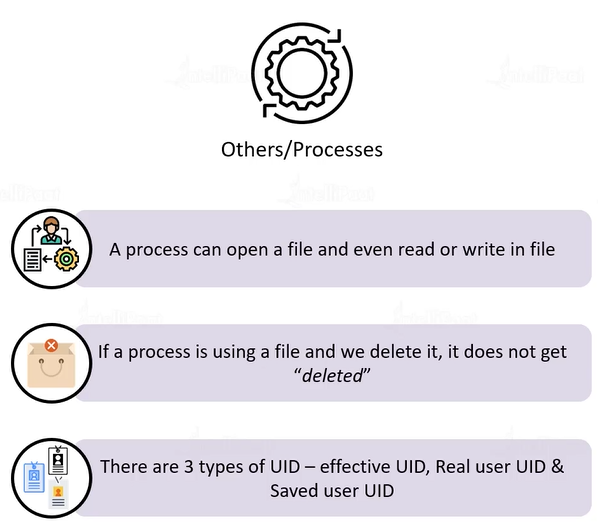 Others/Processes
A process can open a file and even read or write in file
If a process is using a file and we delete it, it does not get
“deleted”
There are 3 types of UID – effective UID, Real user UID &
Saved user UID